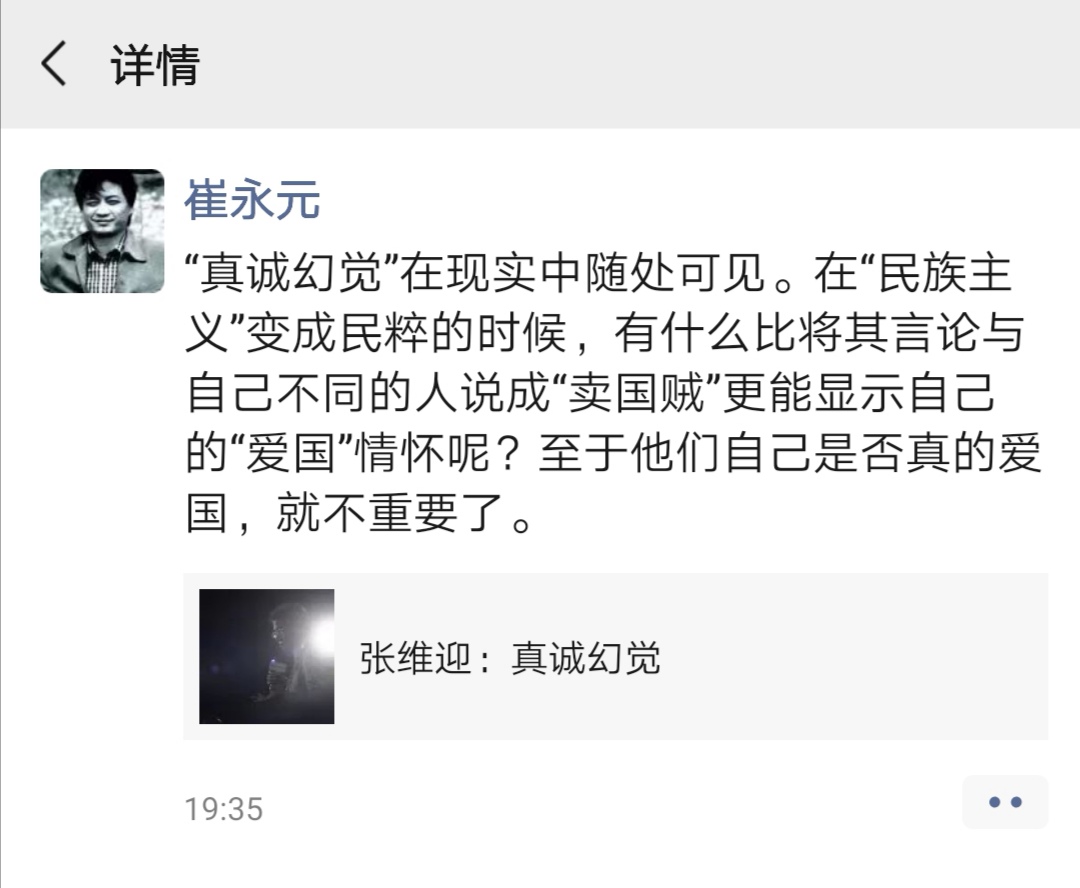 详情
崔永元
“真诚幻觉”在现实中随处可见。在“民族主
义”变成民粹的时候，有什么比将其言论与
自己不同的人说成“卖国贼”更能显示自己
的“爱国”情怀呢？至于他们自己是否真的爱
国，就不重要了。
张维迎：真诚幻觉
19:35